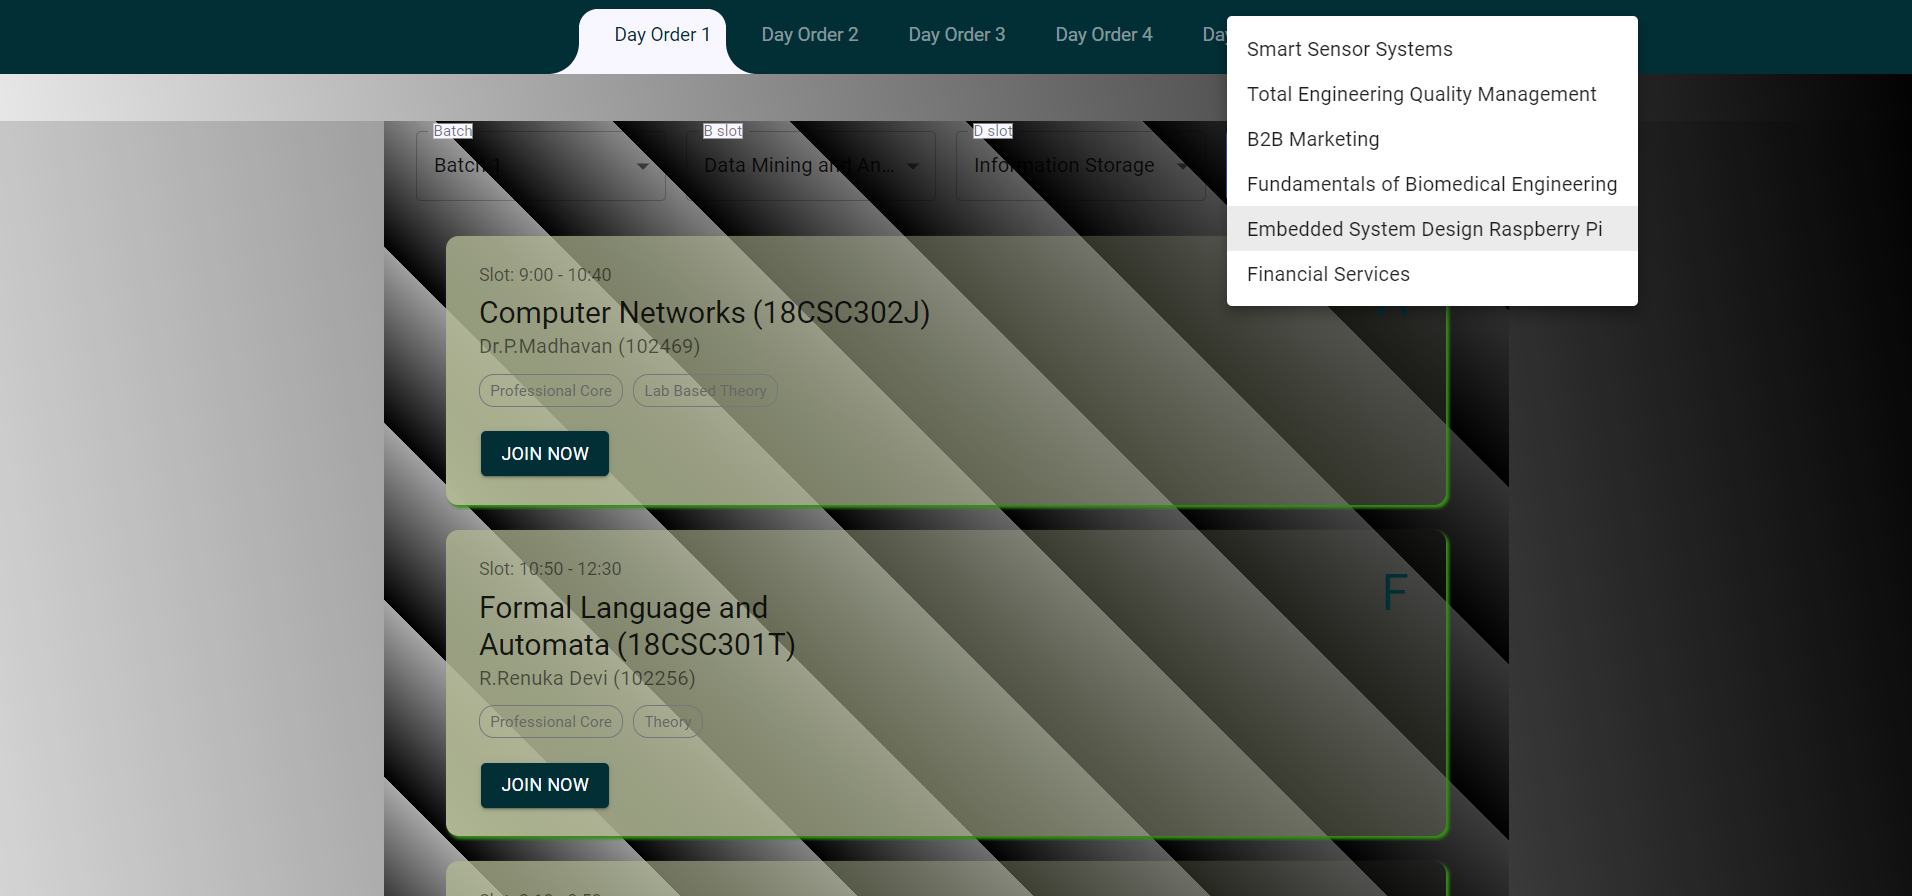 Day Order 1
Day Order 2
Day Order 3
Day Order 4
Smart Sensor Systems
Total Engineering Quality Management
B2B Marketing
Fundamentals of Biomedical Engineering
Embedded System Design Raspberry Pi
Financial Services
Batch
Batch 1
B slot
Data Mining and An...
D slot
Information Storage
Slot: 9:00 - 10:40
Computer Networks (18CSC302J)
Dr.P.Madhavan (102469)
Professional Core
Lab Based Theory
JOIN NOW
Slot: 10:50 - 12:30
F
Formal Language and
Automata (18CSC301T)
R.Renuka Devi (102256)
Professional Core
Theory
JOIN NOW